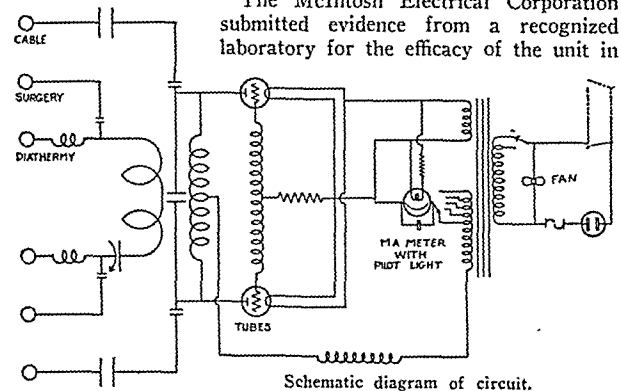 The McIntosh Electrical Corporation
submitted evidence from a recognized
laboratory for the efficacy of the unit in
CABLE
SURGERY
DIATHERMY
FAN
MA METER
WITH
PILOT LIGHT
TUBES
Schematic diagram of circuit.